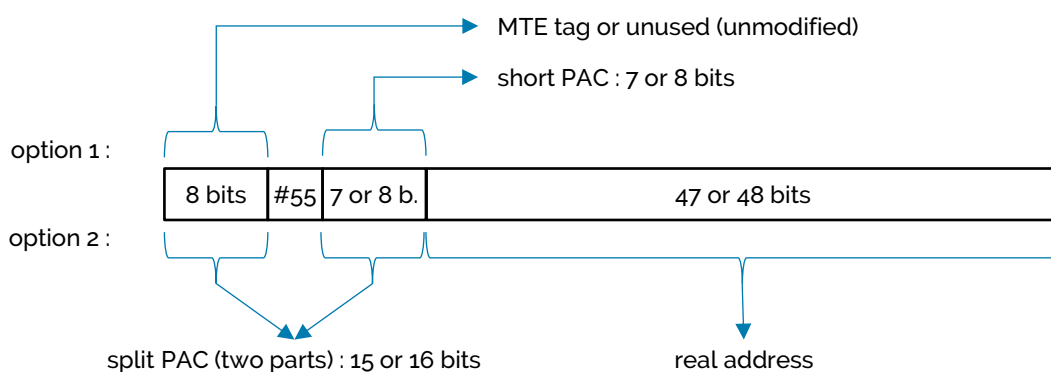 MTE tag or unused (unmodified)
short PAC : 7 or 8 bits
option 1 :
8 bits #55 7 or 8 b. 47 or 48 bits
option 2 :
split PAC (two parts) : 15 or 16 bits real address